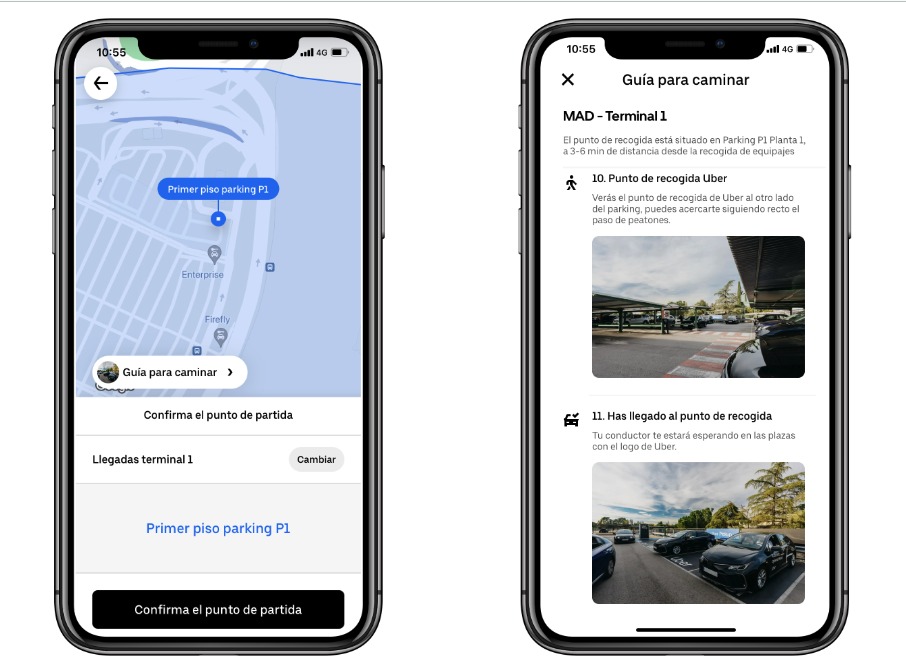 10:55
4G
Primer piso parking P1
Enterprise
Firefly
Guía para caminar
Confirma el punto de partida
Llegadas terminal 1
Cambiar
Primer piso parking P1
Confirma el punto de partida
10:55
4G
Guía para caminar
MAD - Terminal 1
El punto de recogida está situado en Parking P1 Planta 1,
a 3-6 min de distancia desde la recogida de equipajes
10. Punto de recogida Uber
Verás el punto de recogida de Uber al otro lado
del parking, puedes acercarte siguiendo recto el
paso de peatones.
11. Has llegado al punto de recogida
Tu conductor te estará esperando en las plazas
con el logo de Uber.
Uber